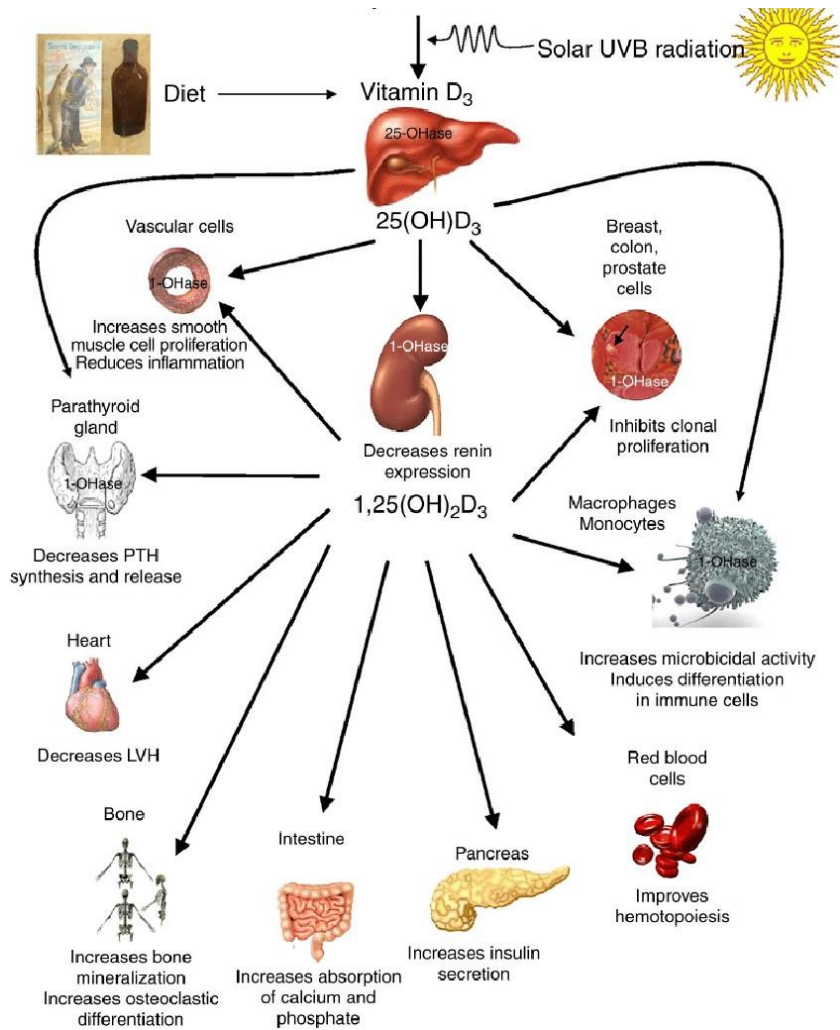 Solar UVB radiation
Diet
Vitamin D₃
25-OHase
25(OH)D₃
Vascular cells
1-OHase
Increases smooth
muscle cell proliferation
Reduces inflammation
Breast,
colon,
prostate
cells
1-OHase
Inhibits clonal
proliferation
1-OHase
Decreases renin
expression
1,25(OH)₂D₃
Parathyroid
gland
1-OHase
Decreases PTH
synthesis and release
Macrophages
Monocytes
1-OHase
Increases microbicidal activity
Induces differentiation
in immune cells
Heart
Decreases LVH
Red blood
cells
Improves
hemotopoiesis
Bone
Increases bone
mineralization
Increases osteoclastic
differentiation
Intestine
Increases absorption
of calcium and
phosphate
Pancreas
Increases insulin
secretion